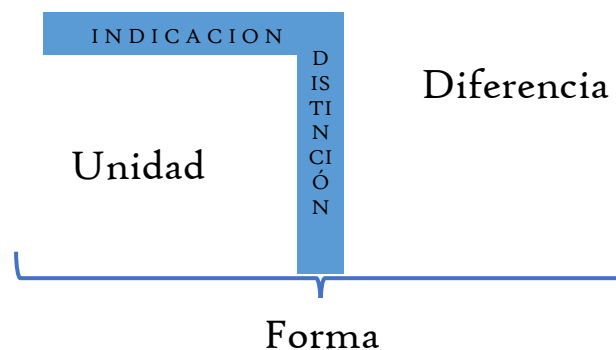 INDICACION
D
IS
TI
N
CI
Ó
N
Diferencia
Unidad
Forma